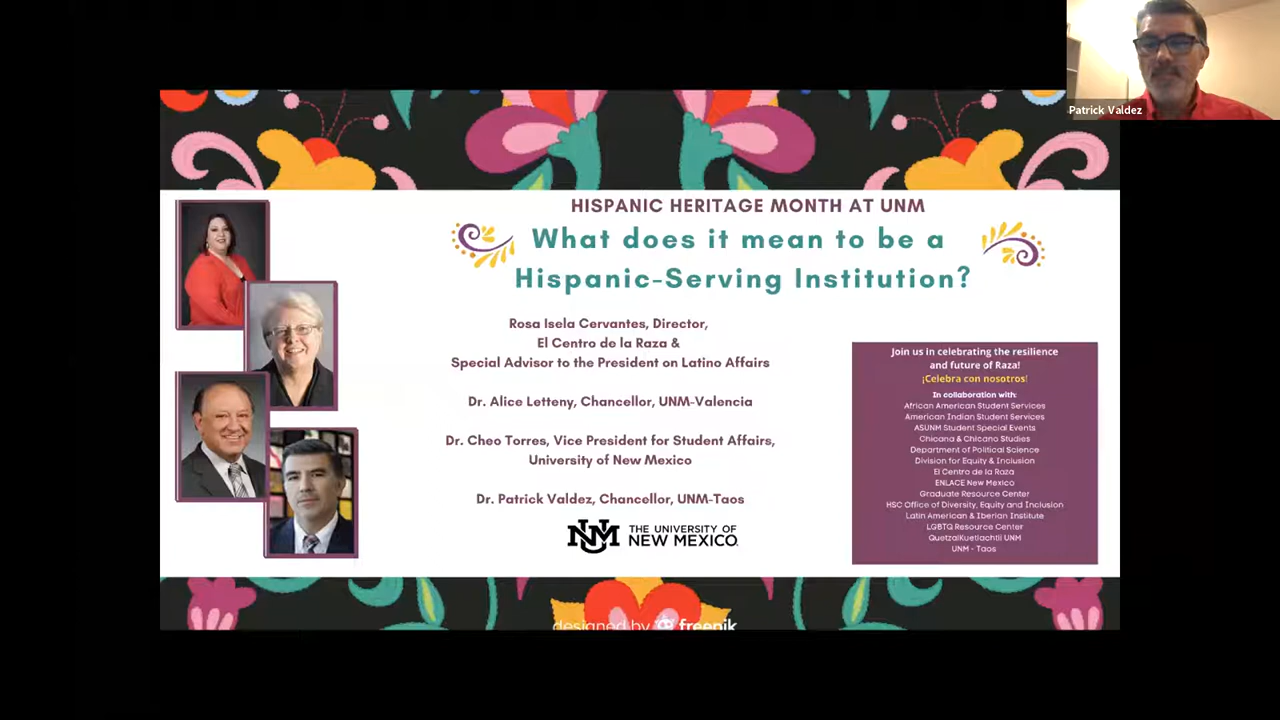 Patrick Valdez
HISPANIC HERITAGE MONTH AT UNM
What does it mean to be a
Hispanic-Serving Institution?
Rosa Isela Cervantes, Director,
El Centro de la Raza &
Special Advisor to the President on Latino Affairs
Dr. Alice Letteny, Chancellor, UNM-Valencia
Dr. Cheo Torres, Vice President for Student Affairs,
University of New Mexico
Dr. Patrick Valdez, Chancellor, UNM-Taos
UNM THE UNIVERSITY OF
NEW MEXICO.
Join us in celebrating the resilience
and future of Raza!
¡Celebra con nosotros!
In collaboration with:
African American Student Services
American Indian Student Services
ASUNM Student Special Events
Chicana & Chicano Studies
Department of Political Science
Division for Equity & Inclusion
El Centro de la Raza
ENLACE New Mexico
Graduate Resource Center
HSC Office of Diversity, Equity and Inclusion
Latin American & Iberian Institute
LGBTQ Resource Center
QuetzalKuetlachtli UNM
UNM - Taos
designed by freepik